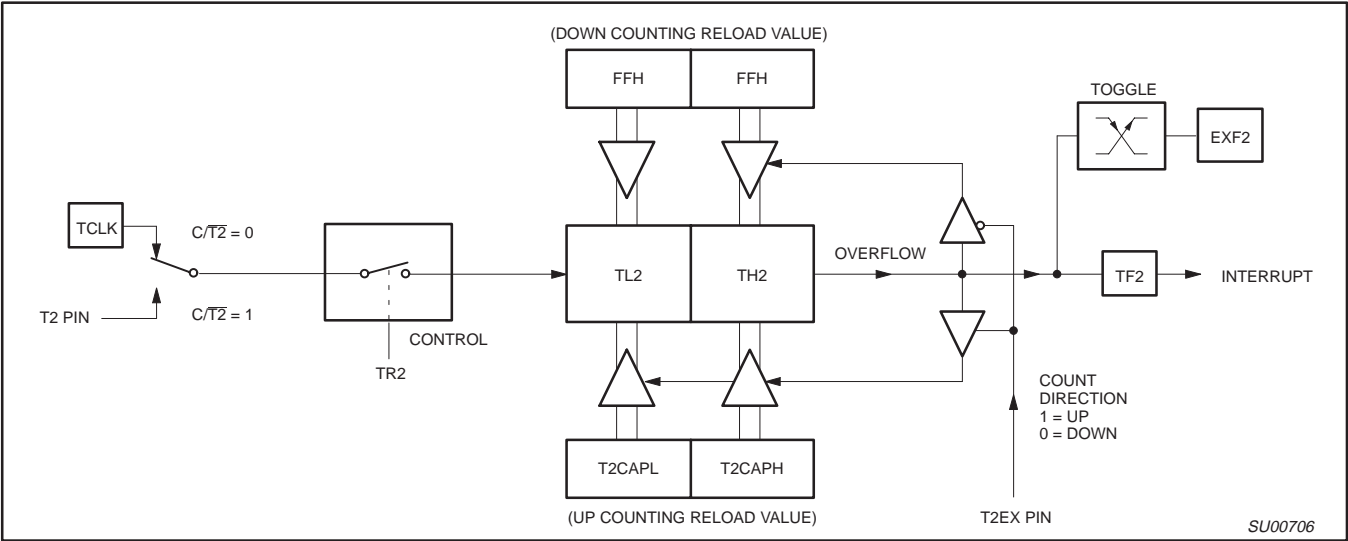 (DOWN COUNTING RELOAD VALUE)
FFH
FFH
TOGGLE
EXF2
TCLK
C/T2̅ = 0
OVERFLOW
TL2
TH2
TF2
INTERRUPT
T2 PIN
C/T2̅ = 1
CONTROL
TR2
COUNT
DIRECTION
1 = UP
0 = DOWN
T2CAPL
T2CAPH
(UP COUNTING RELOAD VALUE)
T2EX PIN
SU00706